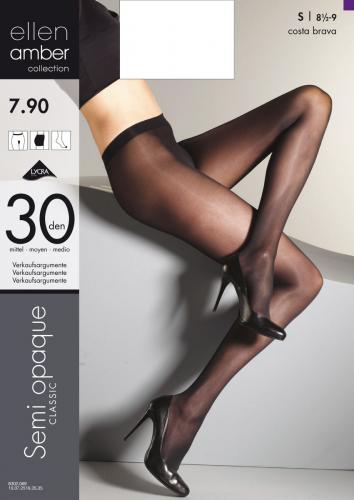 ellen
amber
collection
S | 8½-9
costa brava
7.90
LYCRA
30 den
mittel · moyen · medio
Verkaufsargumente
Verkaufsargumente
Verkaufsargumente
Semi opaque
CLASSIC